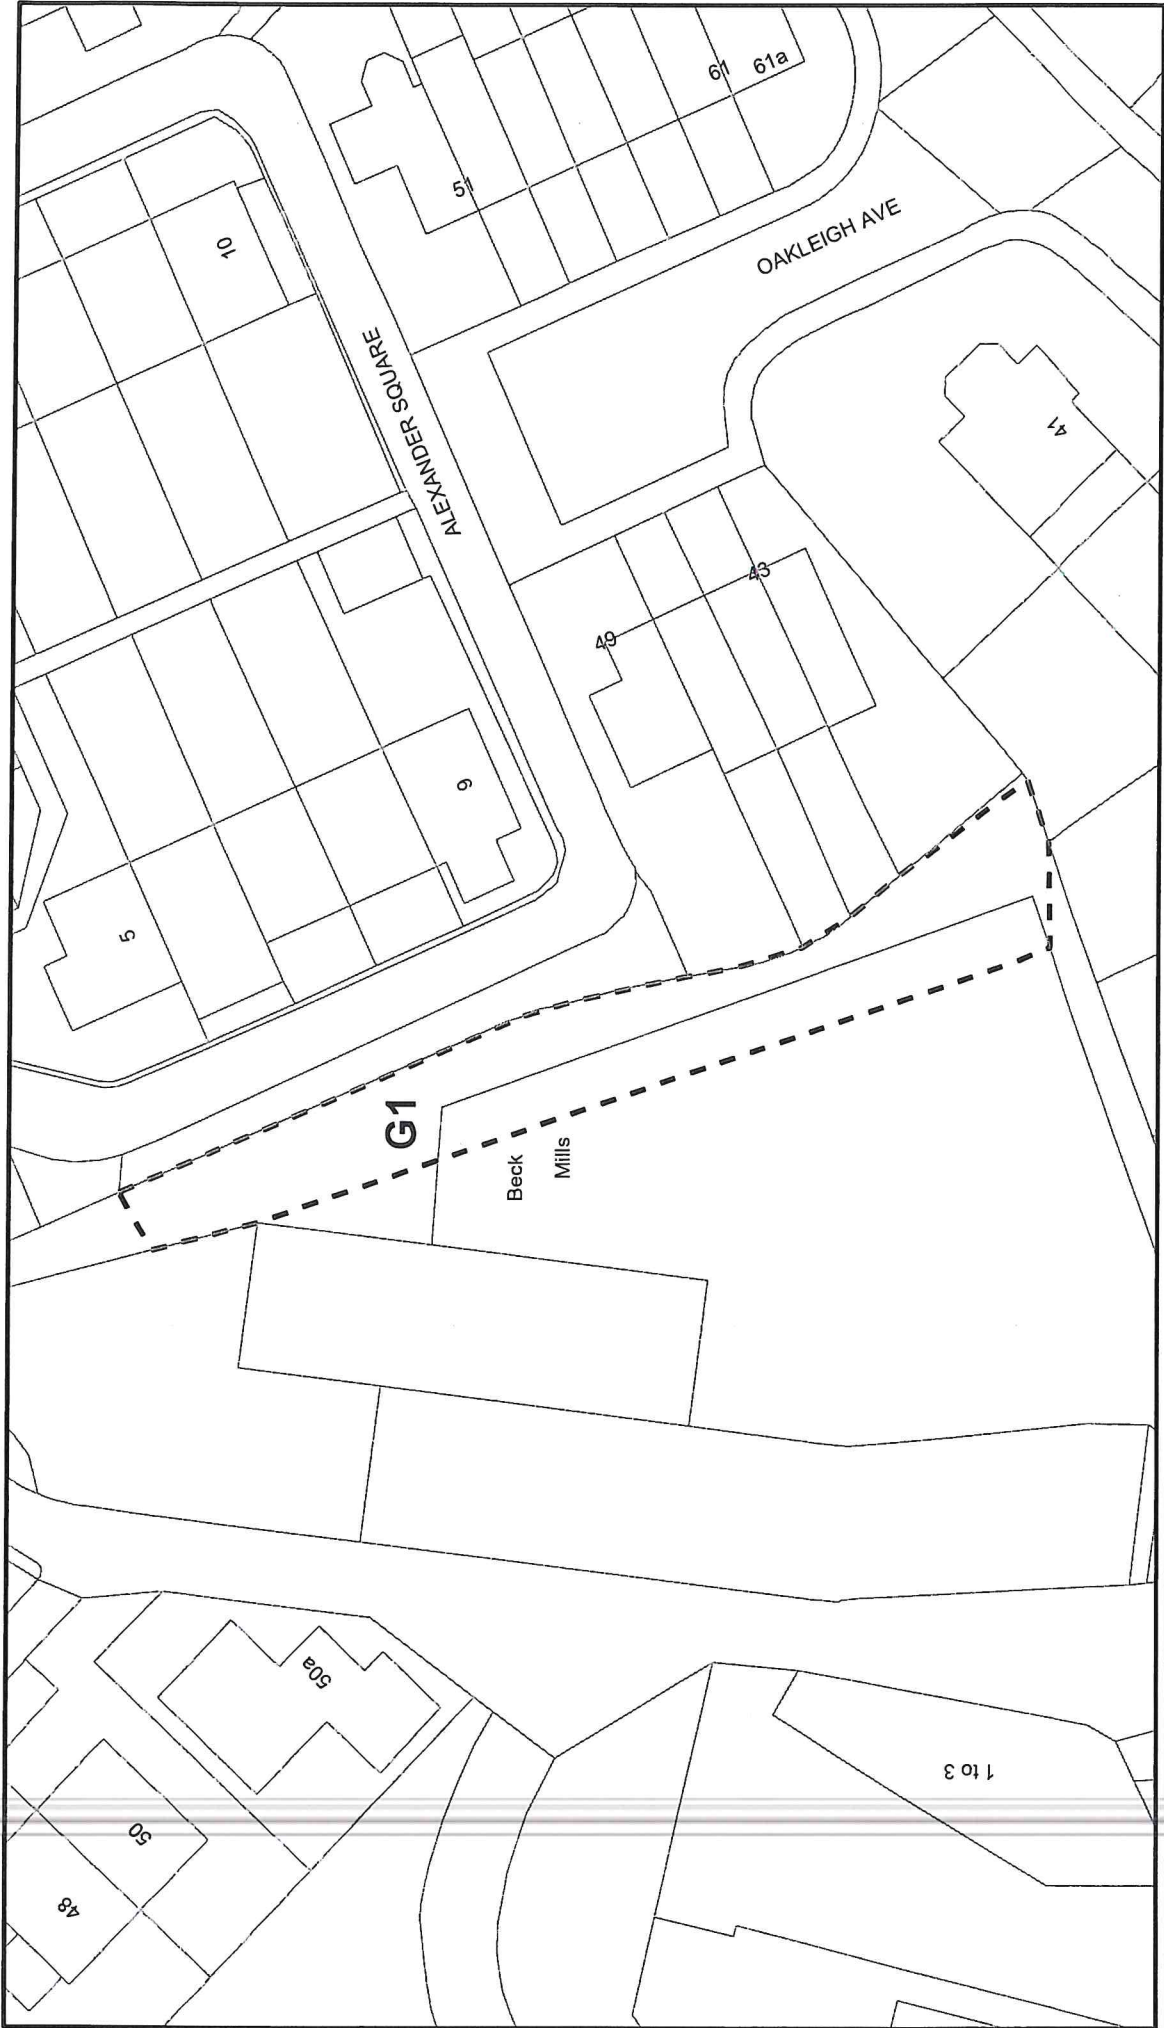 61
61a
51
10
OAKLEIGH AVE
ALEXANDER SQUARE
41
43
49
9
5
G1
Beck
Mills
50a
50
48
1 to 3